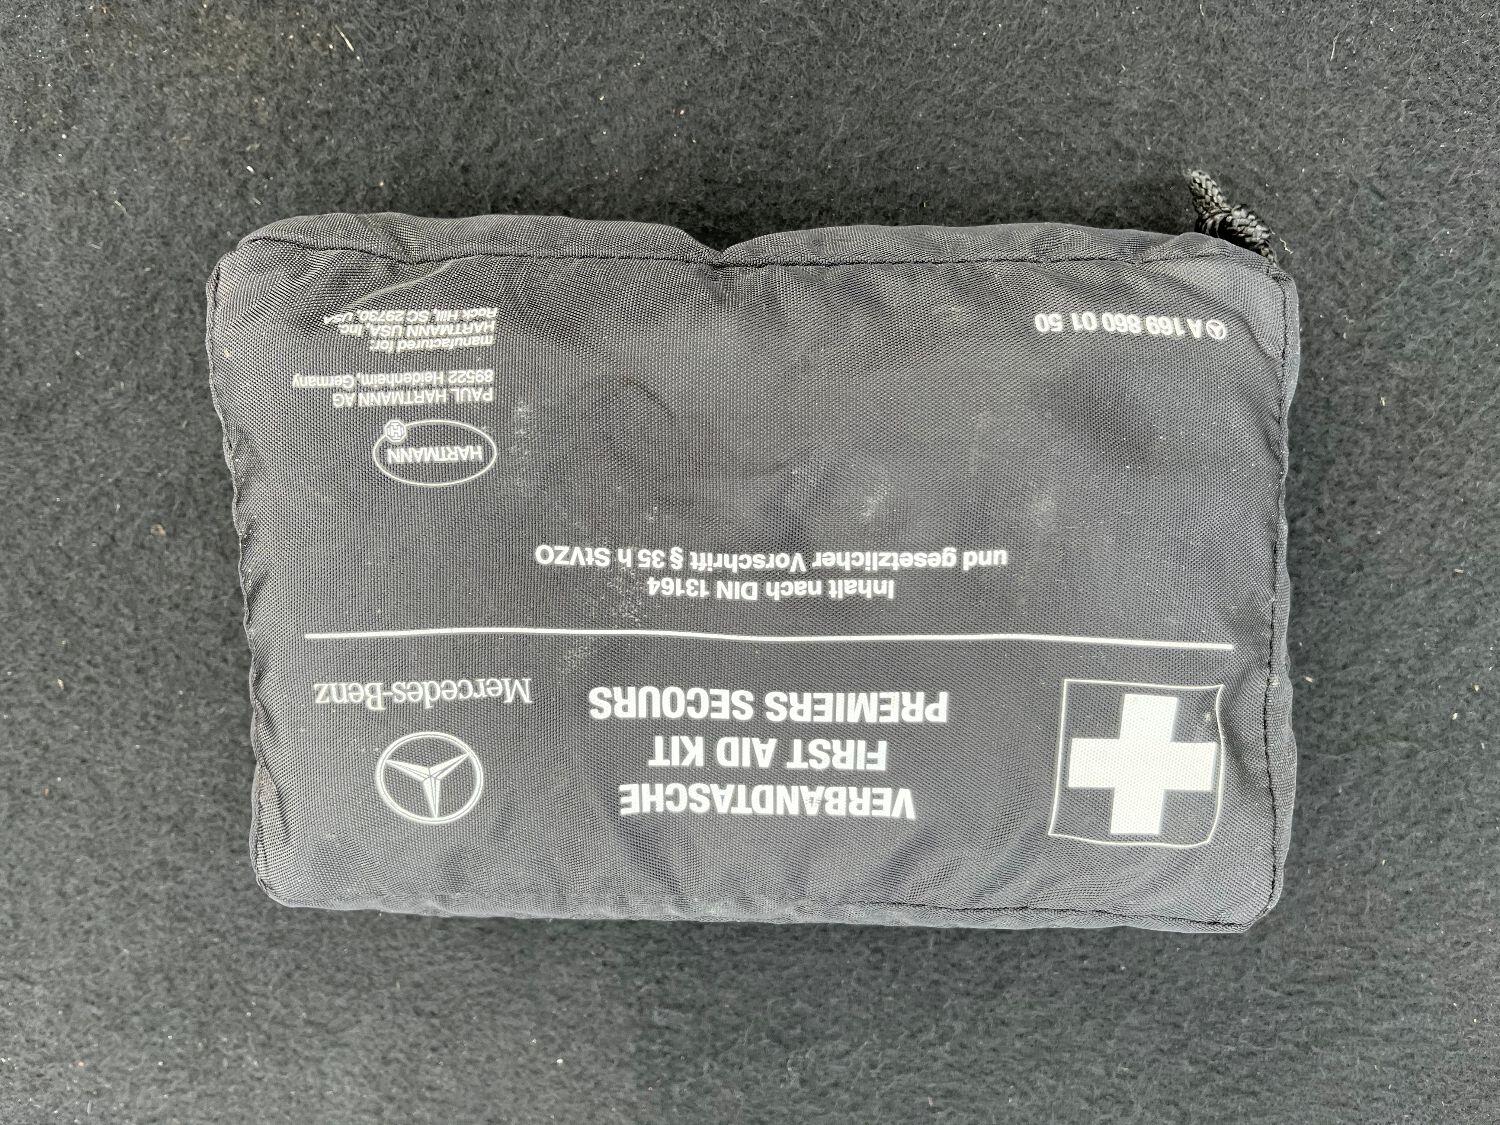 VERBANDTASCHE
FIRST AID KIT
PREMIERS SECOURS
Mercedes-Benz
Inhalt nach DIN 13164
und gesetzlicher Vorschrift § 35 h StVZO
HARTMANN
PAUL HARTMANN AG
89522 Heidenheim, Germany
manufactured for:
HARTMANN USA, Inc.
Rock Hill, SC 29730, USA
A 169 860 01 50